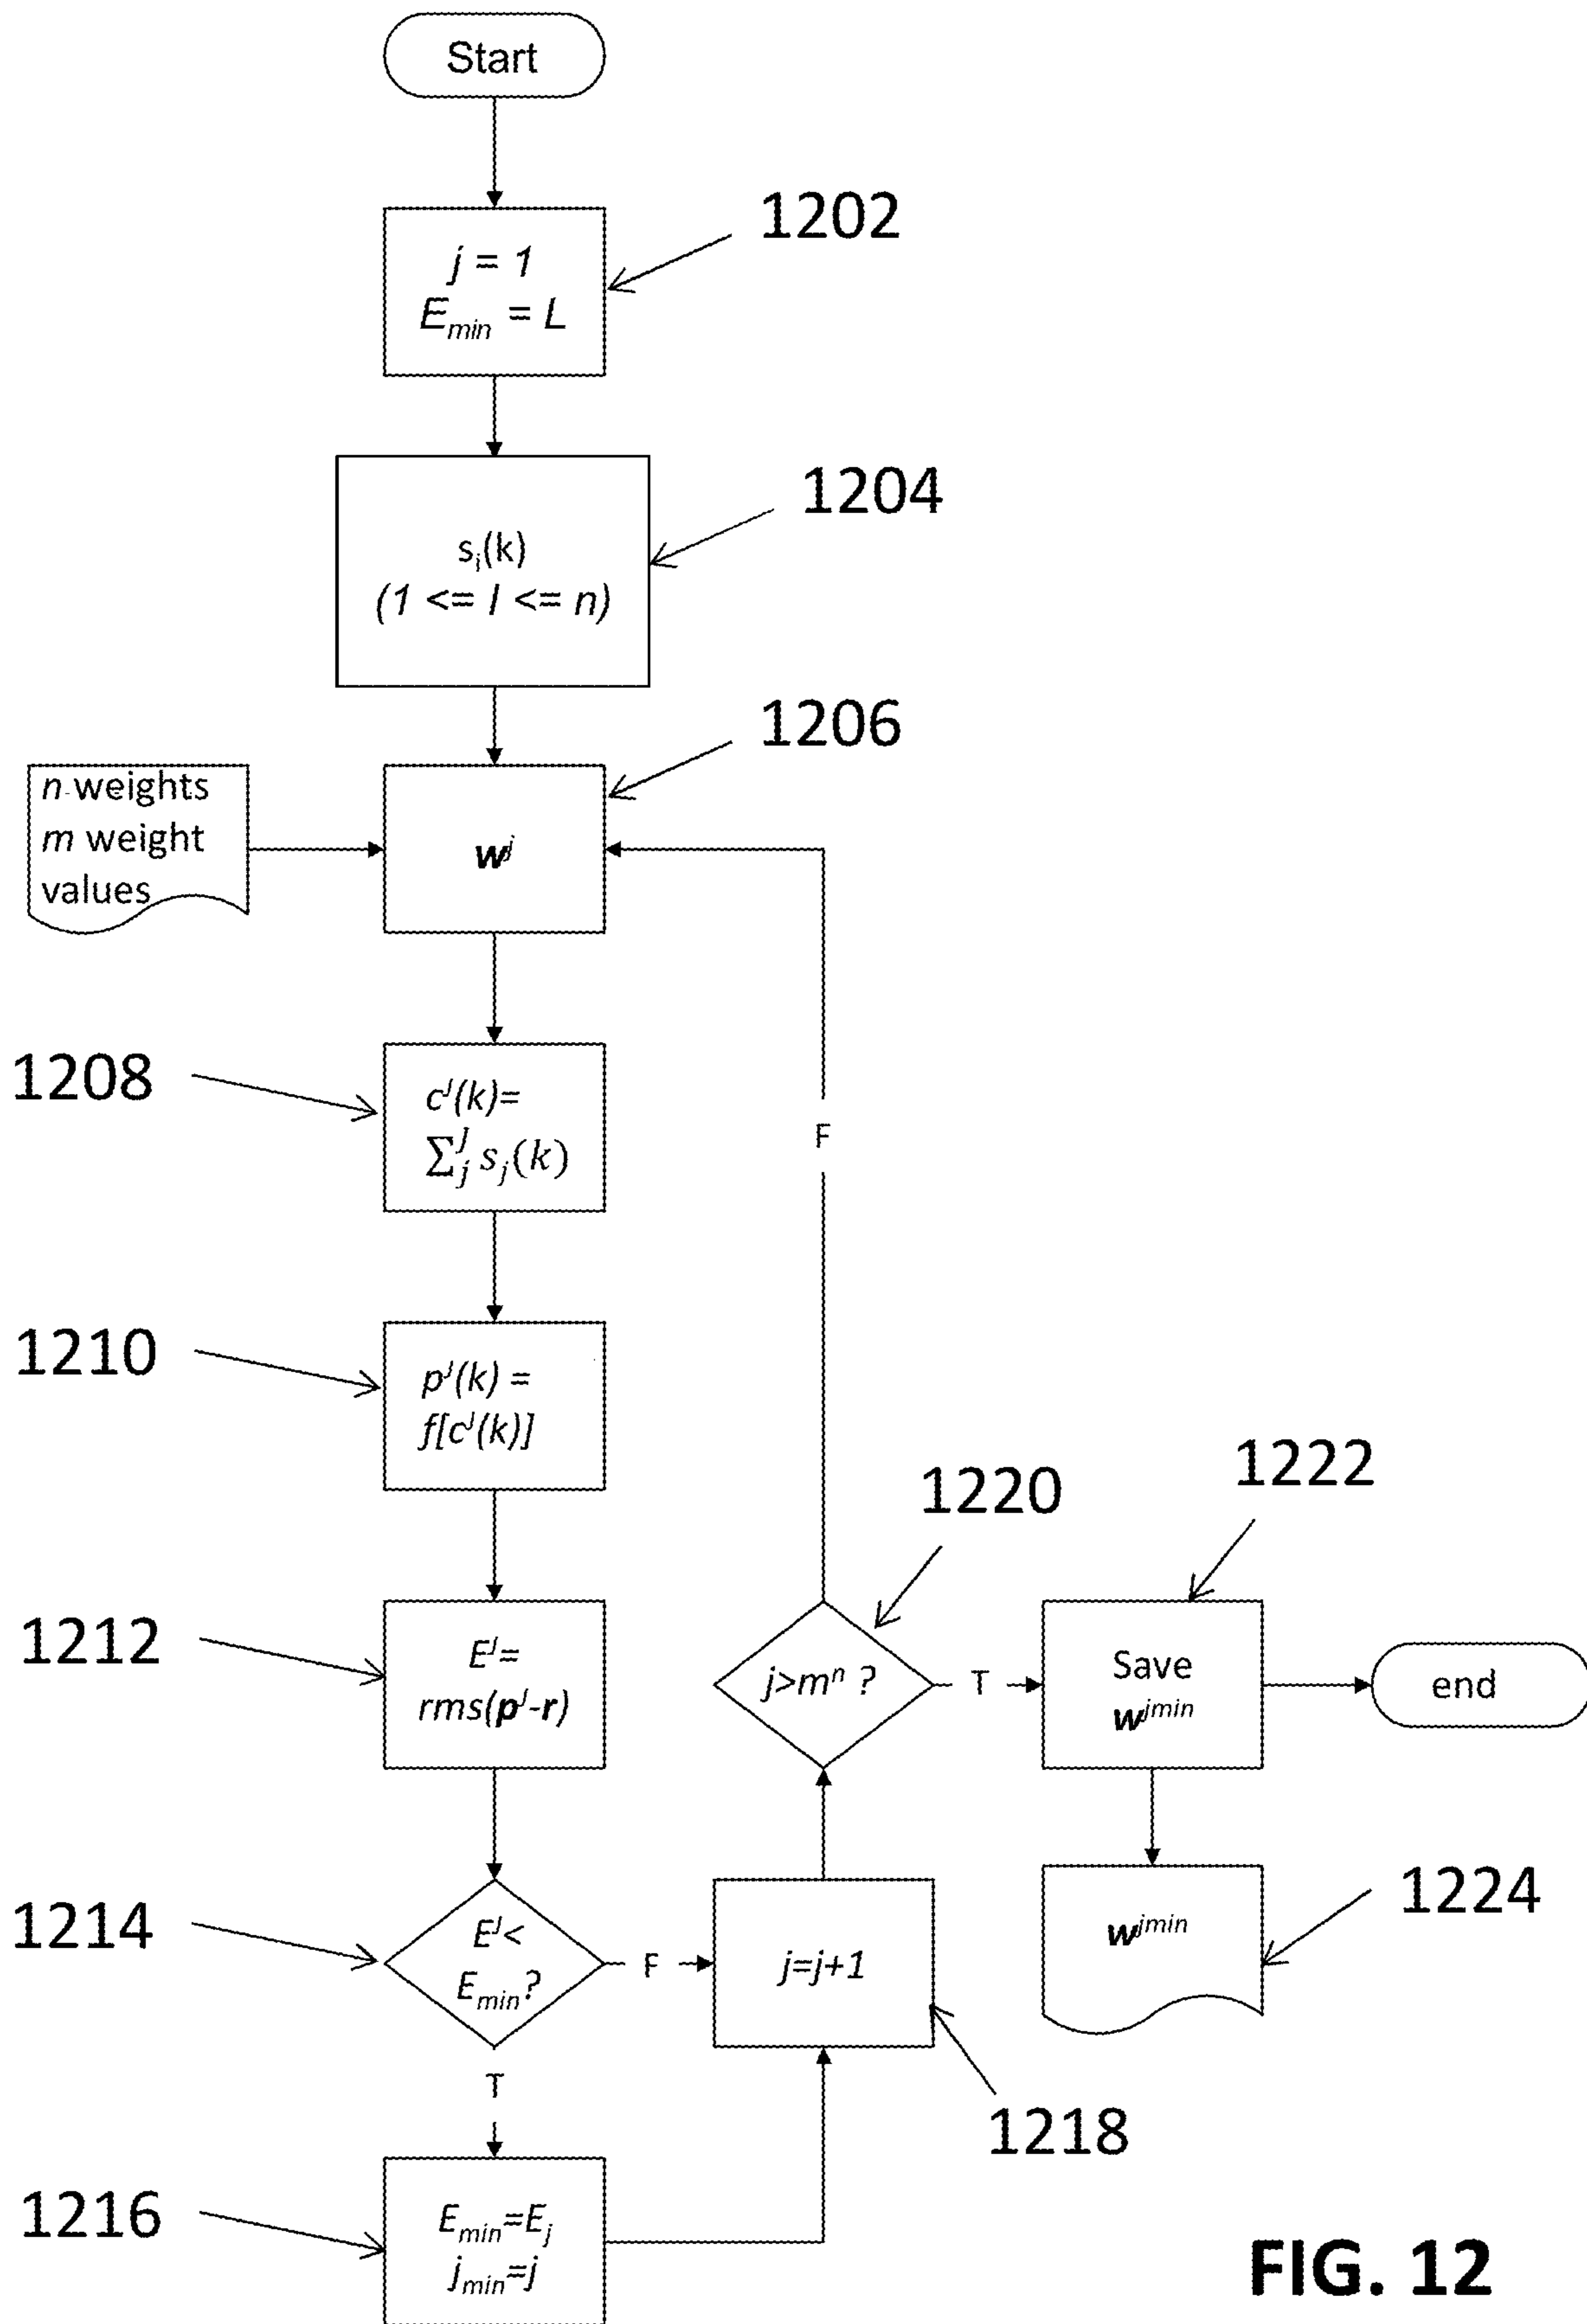 Start
1202
j = 1
E_min = L
1204
s_i(k)
(1 <= I <= n)
1206
n weights
m weight
values
w^j
1208
c^J(k)=
∑_j^J s_j(k)
F
1210
p^J(k) =
f[c^J(k)]
1220
1222
1212
E^J=
rms(p^J-r)
j>m^n ?
T
Save
w^jmin
end
1214
E^J<
E_min?
F
j=j+1
w^jmin
1224
T
1218
1216
E_min=E_j
j_min=j
FIG. 12